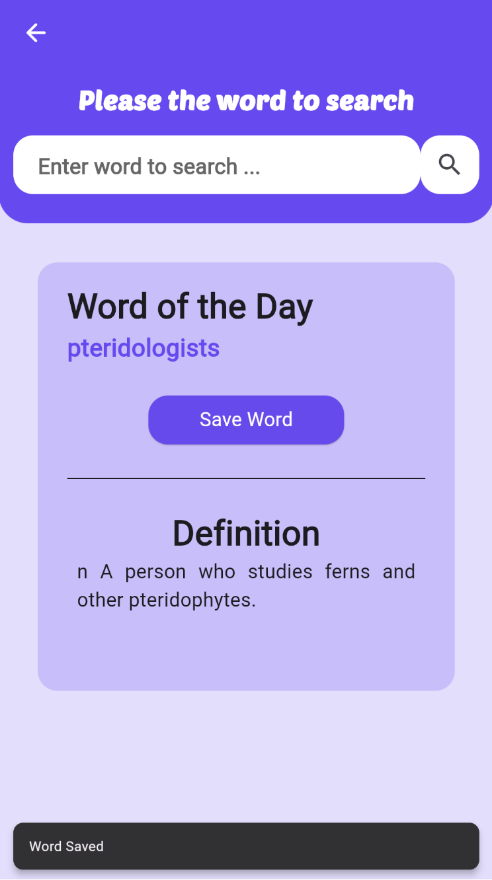 Please the word to search
Enter word to search ...
Word of the Day
pteridologists
Save Word
Definition
n A person who studies ferns and
other pteridophytes.
Word Saved